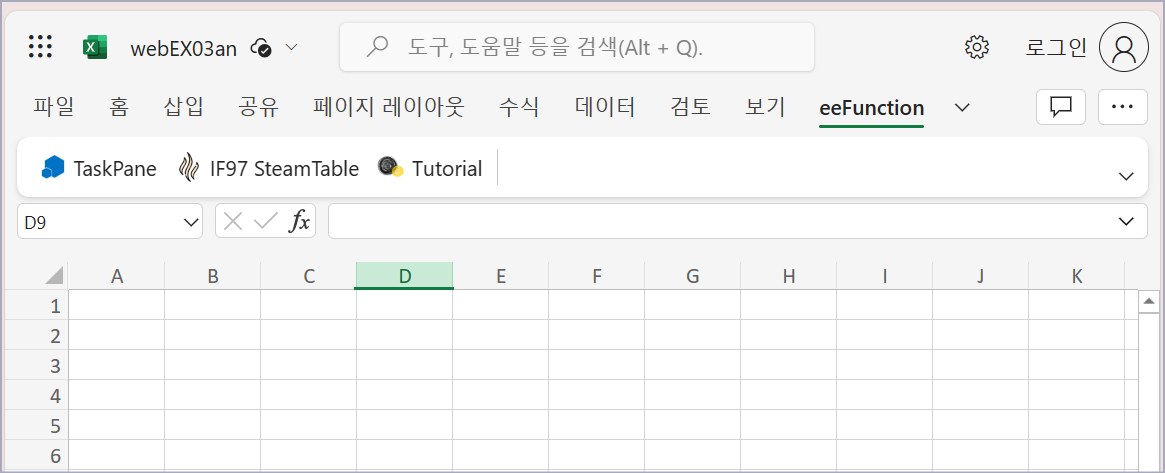 webEX03an 도구, 도움말 등을 검색(Alt + Q). 로그인
파일 홈 삽입 공유 페이지 레이아웃 수식 데이터 검토 보기 eeFunction
TaskPane IF97 SteamTable Tutorial
D9 fx
A B C D E F G H I J K
1
2
3
4
5
6